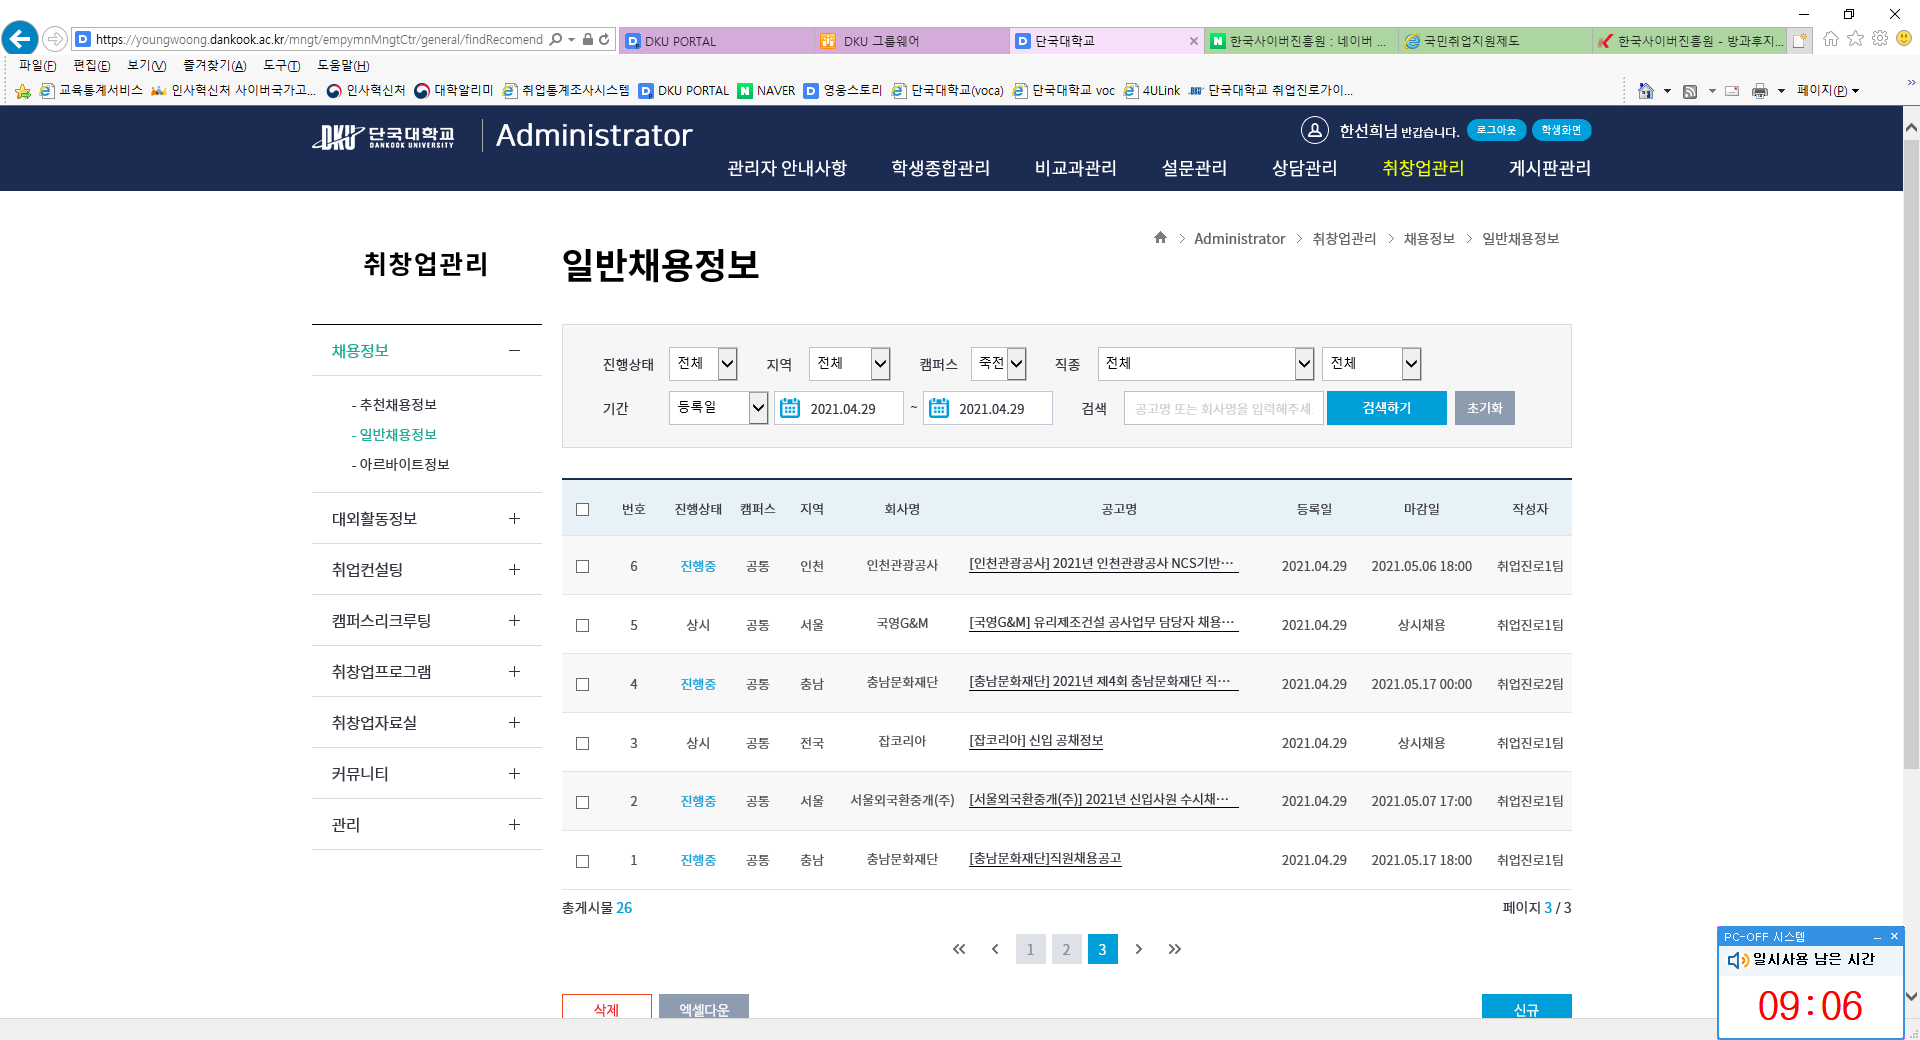 https://youngwoong.dankook.ac.kr/mngt/empymnMngtCtr/general/findRecomend
DKU PORTAL
DKU 그룹웨어
단국대학교
한국사이버진흥원 : 네이버 ...
국민취업지원제도
한국사이버진흥원 - 방과후지...
파일(F) 편집(E) 보기(V) 즐겨찾기(A) 도구(T) 도움말(H)
교육통계서비스 인사혁신처 사이버국가고... 인사혁신처 대학알리미 취업통계조사시스템 DKU PORTAL NAVER 영웅스토리 단국대학교(voca) 단국대학교 voc 4ULink 단국대학교 취업진로가이... 페이지(P)
DKU 단국대학교 DANKOOK UNIVERSITY Administrator
한선희님 반갑습니다. 로그아웃 학생화면
관리자 안내사항 학생종합관리 비교과관리 설문관리 상담관리 취창업관리 게시판관리
Administrator > 취창업관리 > 채용정보 > 일반채용정보
취창업관리
일반채용정보
채용정보
- 추천채용정보
- 일반채용정보
- 아르바이트정보
대외활동정보
취업컨설팅
캠퍼스리크루팅
취창업프로그램
취창업자료실
커뮤니티
관리
진행상태 전체 지역 전체 캠퍼스 죽전 직종 전체 전체
기간 등록일 2021.04.29 ~ 2021.04.29 검색 공고명 또는 회사명을 입력해주세. 검색하기 초기화
번호 진행상태 캠퍼스 지역 회사명 공고명 등록일 마감일 작성자
6 진행중 공통 인천 인천관광공사 [인천관광공사] 2021년 인천관광공사 NCS기반… 2021.04.29 2021.05.06 18:00 취업진로1팀
5 상시 공통 서울 국영G&M [국영G&M] 유리제조건설 공사업무 담당자 채용… 2021.04.29 상시채용 취업진로1팀
4 진행중 공통 충남 충남문화재단 [충남문화재단] 2021년 제4회 충남문화재단 직… 2021.04.29 2021.05.17 00:00 취업진로2팀
3 상시 공통 전국 잡코리아 [잡코리아] 신입 공채정보 2021.04.29 상시채용 취업진로1팀
2 진행중 공통 서울 서울외국환중개(주) [서울외국환중개(주)] 2021년 신입사원 수시채… 2021.04.29 2021.05.07 17:00 취업진로1팀
1 진행중 공통 충남 충남문화재단 [충남문화재단]직원채용공고 2021.04.29 2021.05.17 18:00 취업진로1팀
총게시물 26
페이지 3 / 3
1 2 3
삭제 엑셀다운 신규
PC-OFF 시스템
일시사용 남은 시간
09:06